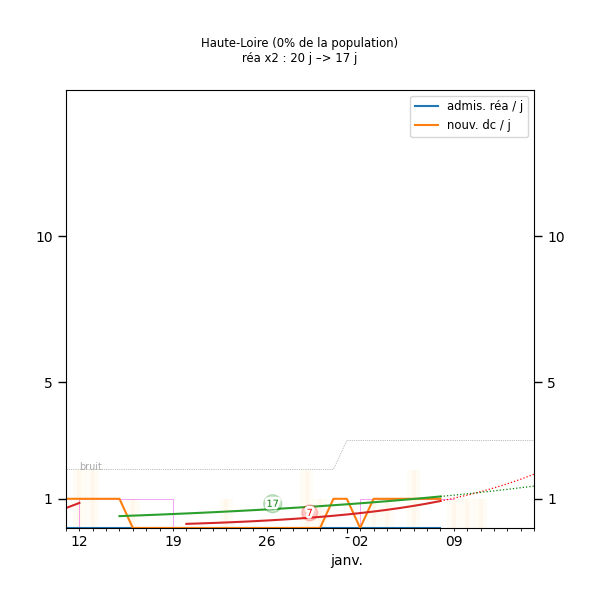 Haute-Loire (0% de la population)
réa x2 : 20 j –> 17 j
admis. réa / j
nouv. dc / j
10
10
5
5
bruit
17
7
1
1
12
19
26
02
09
janv.